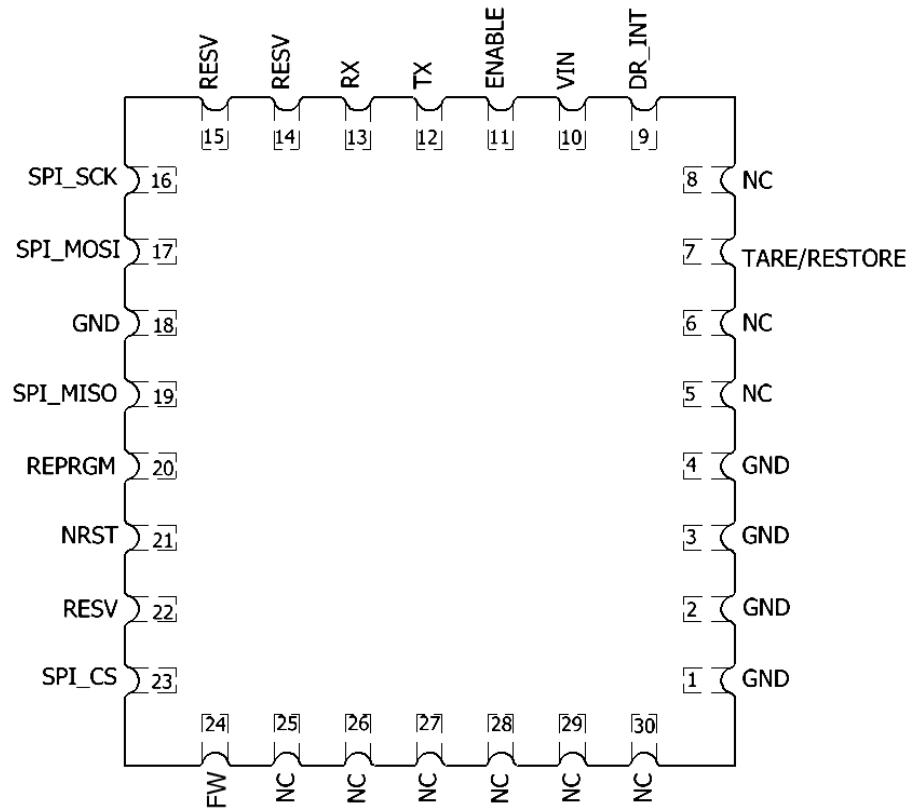 RESV
RESV
RX
TX
ENABLE
VIN
DR_INT
15
14
13
12
11
10
9
SPI_SCK 16
8 NC
SPI_MOSI 17
7 TARE/RESTORE
GND 18
6 NC
SPI_MISO 19
5 NC
REPRGM 20
4 GND
NRST 21
3 GND
RESV 22
2 GND
SPI_CS 23
1 GND
24
25
26
27
28
29
30
FW
NC
NC
NC
NC
NC
NC